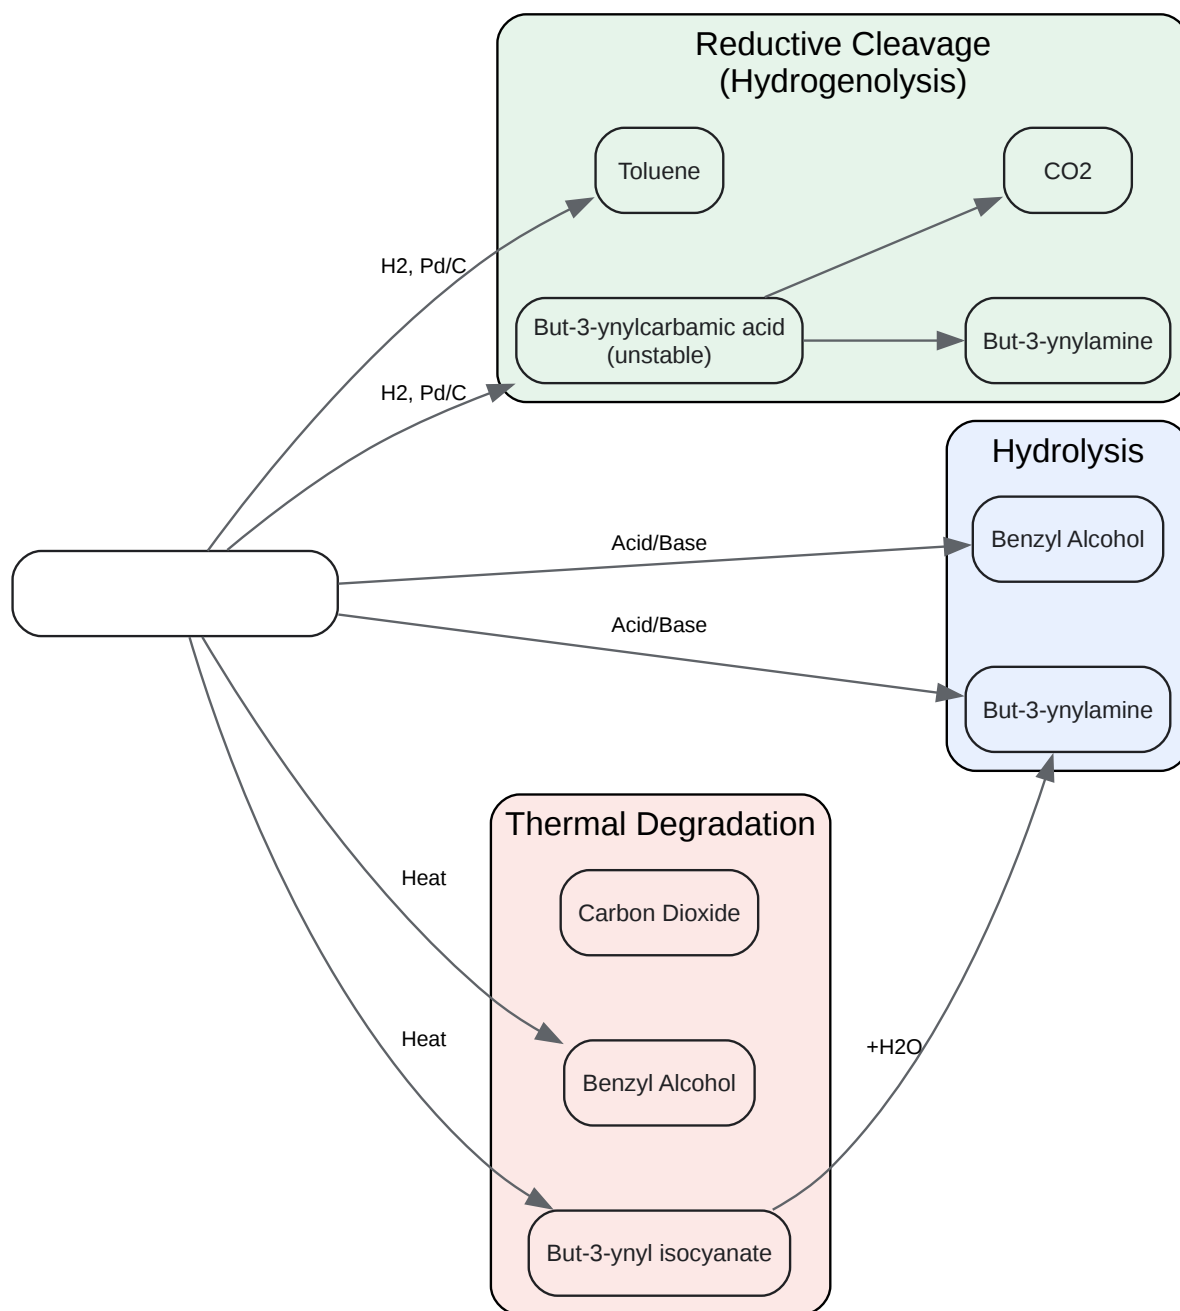 Reductive Cleavage
(Hydrogenolysis)
Toluene
CO2
H2, Pd/C
But-3-ynylcarbamic acid
(unstable)
But-3-ynylamine
H2, Pd/C
Hydrolysis
Benzyl Alcohol
Acid/Base
Acid/Base
But-3-ynylamine
Thermal Degradation
Carbon Dioxide
Heat
Heat
Benzyl Alcohol
+H2O
But-3-ynyl isocyanate